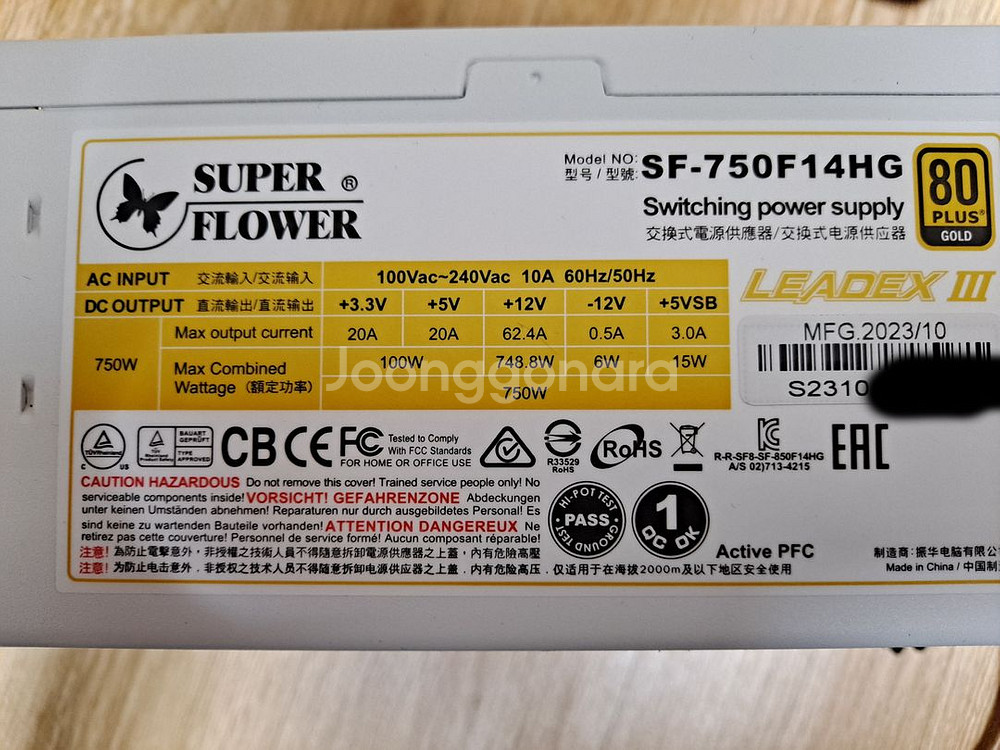 SUPER ®
FLOWER
Model NO:
型号 / 型號:
SF-750F14HG
80
PLUS®
GOLD
Switching power supply
交換式電源供應器/交换式电源供应器
LEADEX III
AC INPUT 交流輸入/交流输入 100Vac~240Vac 10A 60Hz/50Hz
DC OUTPUT 直流輸出/直流输出 +3.3V +5V +12V -12V +5VSB
750W
Max output current 20A 20A 62.4A 0.5A 3.0A
Max Combined
Wattage (額定功率)
100W 748.8W 6W 15W
750W
MFG.2023/10
S2310
Joonggonara
TÜVRheinland
C US
TÜVRheinland
Product Safety
BAUART
GEPRÜFT
TYPE
APPROVED
CB CE FC
Tested to Comply
With FCC Standards
FOR HOME OR OFFICE USE
R33529
RoHS
RoHS
R-R-SF8-SF-850F14HG
A/S 02)713-4215
EAC
CAUTION HAZARDOUS Do not remove this cover! Trained service people only! No
serviceable components inside! VORSICHT! GEFAHRENZONE Abdeckungen
unter keinen Umständen abnehmen! Reparaturen nur durch ausgebildetes Personal! Es
sind keine zu wartenden Bauteile vorhanden! ATTENTION DANGEREUX Ne
retirez pas cette couverture! Personnel de service formé! Aucun composant réparable!
注意! 為防止電擊意外，非授權之技術人員不得隨意拆卸電源供應器之上蓋，內有危險高壓
注意! 为防止电击意外．非授权之技术人员不得随意拆卸电源供应器之上盖．内有危险高压．仅适用于在海拔2000m及以下地区安全使用
HI-POT TEST
PASS
GROUND TEST
1
QC OK
Active PFC
制造商: 振华电脑有限公
Made in China / 中国制